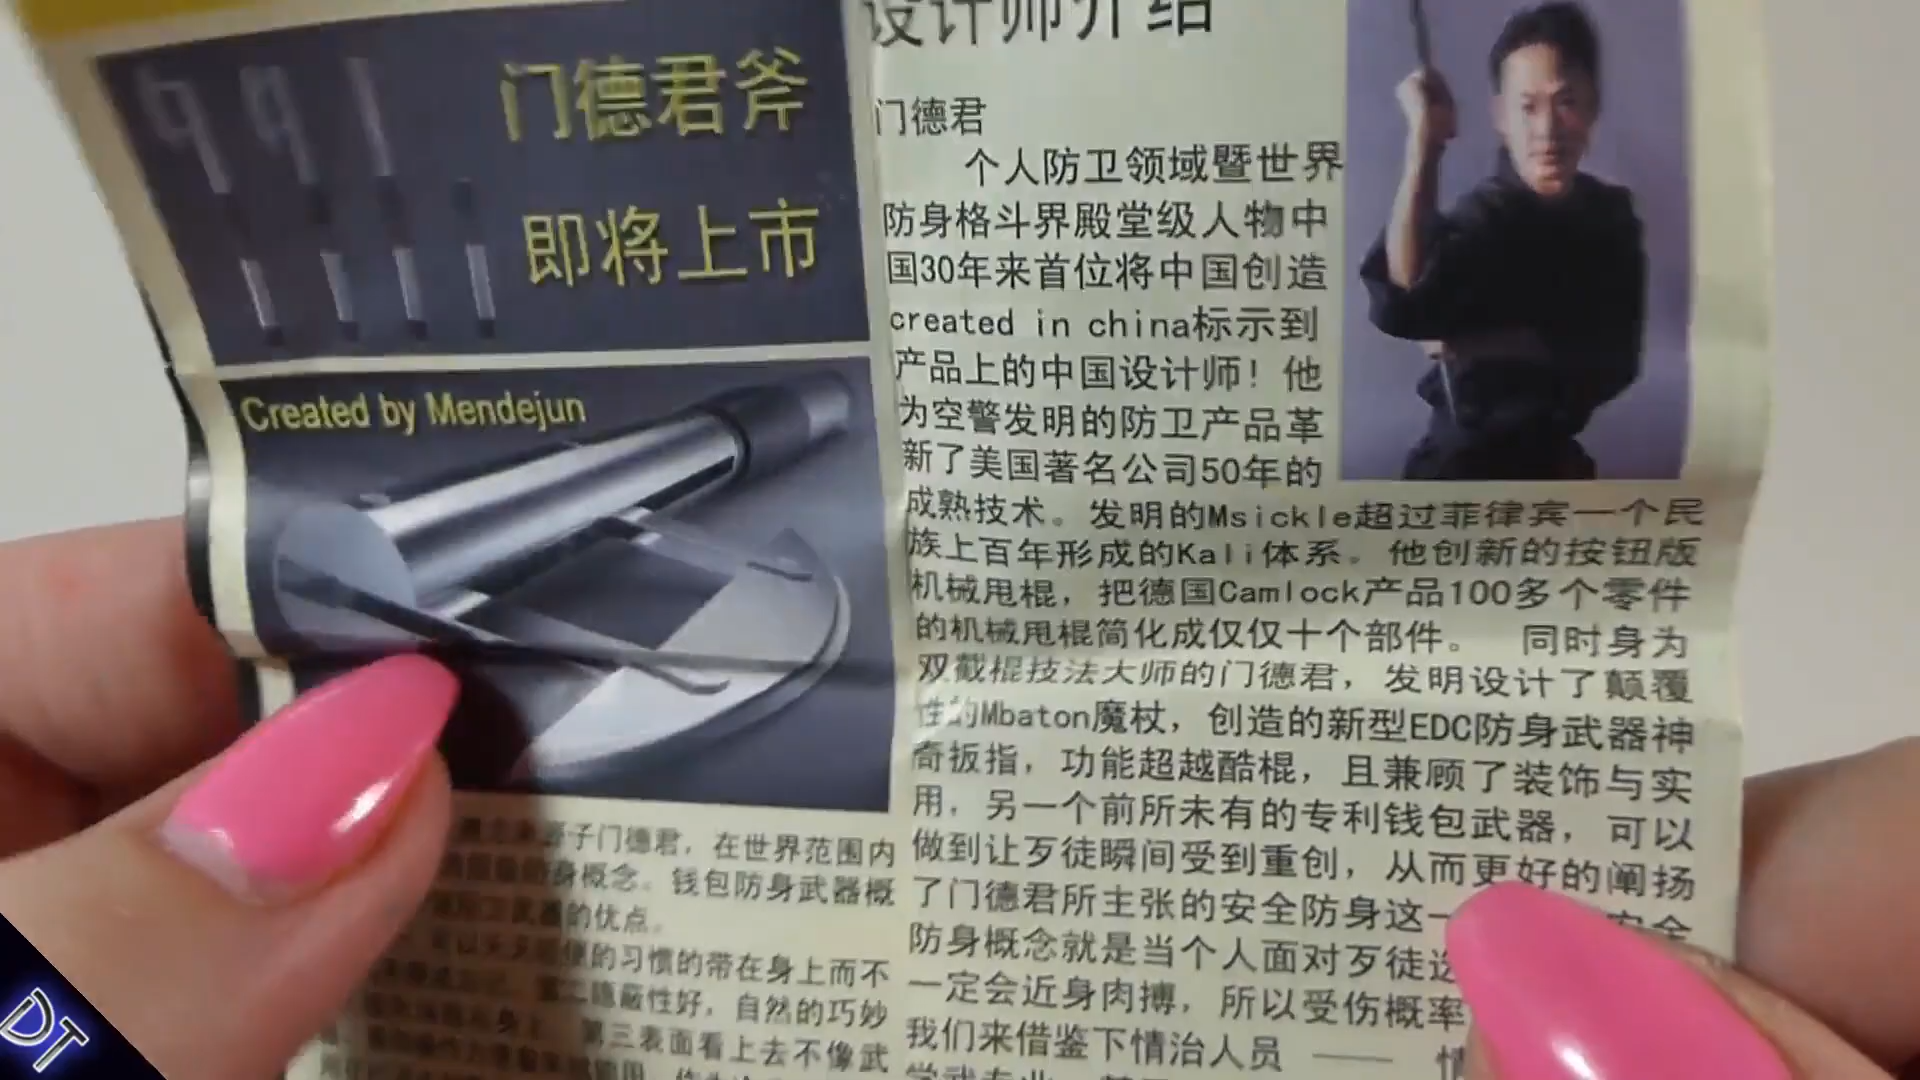 门德君斧
即将上市
Created by Mendejun
门德君，在世界范围内
身概念。钱包防身武器概
的优点。
的习惯的带在身上而不
隐蔽性好，自然的巧妙
第三表面看上去不像武
设计师介绍
门德君
个人防卫领域暨世界
防身格斗界殿堂级人物中
国30年来首位将中国创造
created in china标示到
产品上的中国设计师！他
为空警发明的防卫产品革
新了美国著名公司50年的
成熟技术。发明的Msickle超过菲律宾一个民
族上百年形成的Kali体系。他创新的按钮版
机械甩棍，把德国Camlock产品100多个零件
的机械甩棍简化成仅仅十个部件。 同时身为
双截棍技法大师的门德君，发明设计了颠覆
性的Mbaton魔杖，创造的新型EDC防身武器神
奇扳指，功能超越酷棍，且兼顾了装饰与实
用，另一个前所未有的专利钱包武器，可以
做到让歹徒瞬间受到重创，从而更好的阐扬
了门德君所主张的安全防身这一 安全
防身概念就是当个人面对歹徒
一定会近身肉搏，所以受伤概率
我们来借鉴下情治人员 —— 情
DT